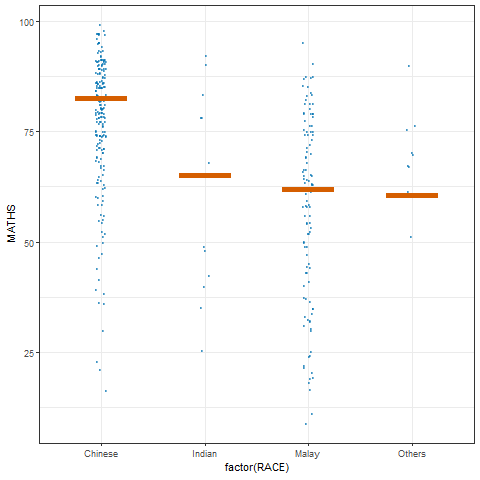 100
75
50
25
MATHS
Chinese
Indian
Malay
Others
factor(RACE)